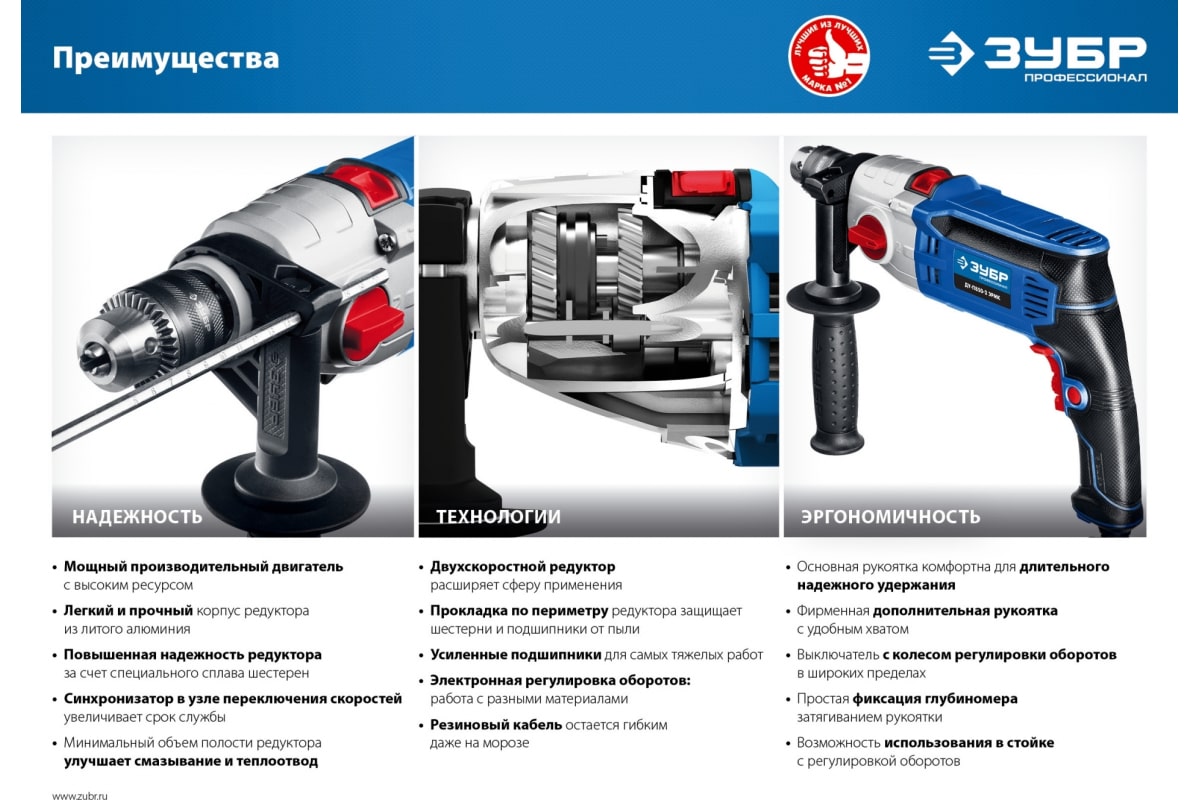 Преимущества
ЛУЧШИЕ ИЗ ЛУЧШИХ
МАРКА №1
ЗУБР
ПРОФЕССИОНАЛ
ЗУБР
НАДЕЖНОСТЬ
• Мощный производительный двигатель
с высоким ресурсом
• Легкий и прочный корпус редуктора
из литого алюминия
• Повышенная надежность редуктора
за счет специального сплава шестерен
• Синхронизатор в узле переключения скоростей
увеличивает срок службы
• Минимальный объем полости редуктора
улучшает смазывание и теплоотвод
ТЕХНОЛОГИИ
• Двухскоростной редуктор
расширяет сферу применения
• Прокладка по периметру редуктора защищает
шестерни и подшипники от пыли
• Усиленные подшипники для самых тяжелых работ
• Электронная регулировка оборотов:
работа с разными материалами
• Резиновый кабель остается гибким
даже на морозе
ЭРГОНОМИЧНОСТЬ
• Основная рукоятка комфортна для длительного
надежного удержания
• Фирменная дополнительная рукоятка
с удобным хватом
• Выключатель с колесом регулировки оборотов
в широких пределах
• Простая фиксация глубиномера
затягиванием рукоятки
• Возможность использования в стойке
с регулировкой оборотов
www.zubr.ru